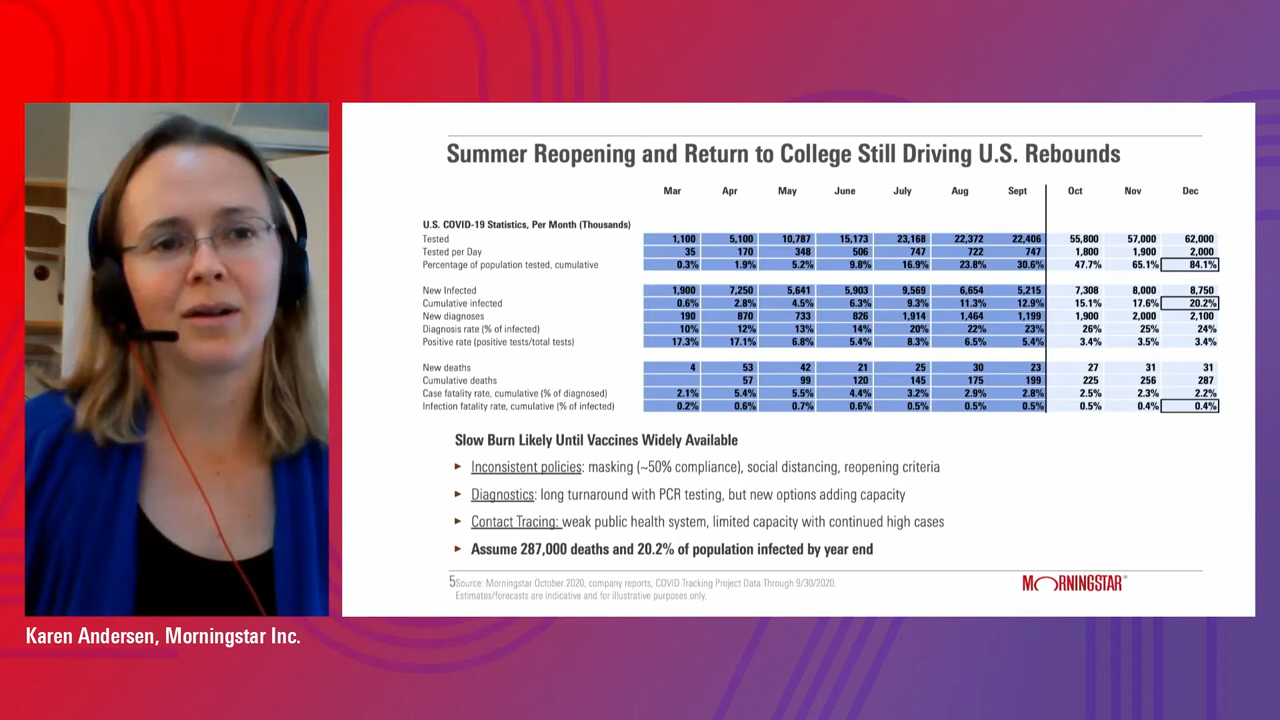 Summer Reopening and Return to College Still Driving U.S. Rebounds
Mar Apr May June July Aug Sept Oct Nov Dec
U.S. COVID-19 Statistics, Per Month (Thousands)
Tested 1,100 5,100 10,787 15,173 23,168 22,372 22,406 55,800 57,000 62,000
Tested per Day 35 170 348 506 747 722 747 1,800 1,900 2,000
Percentage of population tested, cumulative 0.3% 1.9% 5.2% 9.8% 16.9% 23.8% 30.6% 47.7% 65.1% 84.1%
New Infected 1,900 7,250 5,641 5,903 9,569 6,654 5,215 7,308 8,000 8,750
Cumulative infected 0.6% 2.8% 4.5% 6.3% 9.3% 11.3% 12.9% 15.1% 17.6% 20.2%
New diagnoses 190 870 733 826 1,914 1,464 1,199 1,900 2,000 2,100
Diagnosis rate (% of infected) 10% 12% 13% 14% 20% 22% 23% 26% 25% 24%
Positive rate (positive tests/total tests) 17.3% 17.1% 6.8% 5.4% 8.3% 6.5% 5.4% 3.4% 3.5% 3.4%
New deaths 4 53 42 21 25 30 23 27 31 31
Cumulative deaths 57 99 120 145 175 199 225 256 287
Case fatality rate, cumulative (% of diagnosed) 2.1% 5.4% 5.5% 4.4% 3.2% 2.9% 2.8% 2.5% 2.3% 2.2%
Infection fatality rate, cumulative (% of infected) 0.2% 0.6% 0.7% 0.6% 0.5% 0.5% 0.5% 0.5% 0.4% 0.4%
Slow Burn Likely Until Vaccines Widely Available
Inconsistent policies: masking (~50% compliance), social distancing, reopening criteria
Diagnostics: long turnaround with PCR testing, but new options adding capacity
Contact Tracing: weak public health system, limited capacity with continued high cases
Assume 287,000 deaths and 20.2% of population infected by year end
5 Source: Morningstar October 2020, company reports, COVID Tracking Project Data Through 9/30/2020.
Estimates/forecasts are indicative and for illustrative purposes only.
MORNINGSTAR®
Karen Andersen, Morningstar Inc.